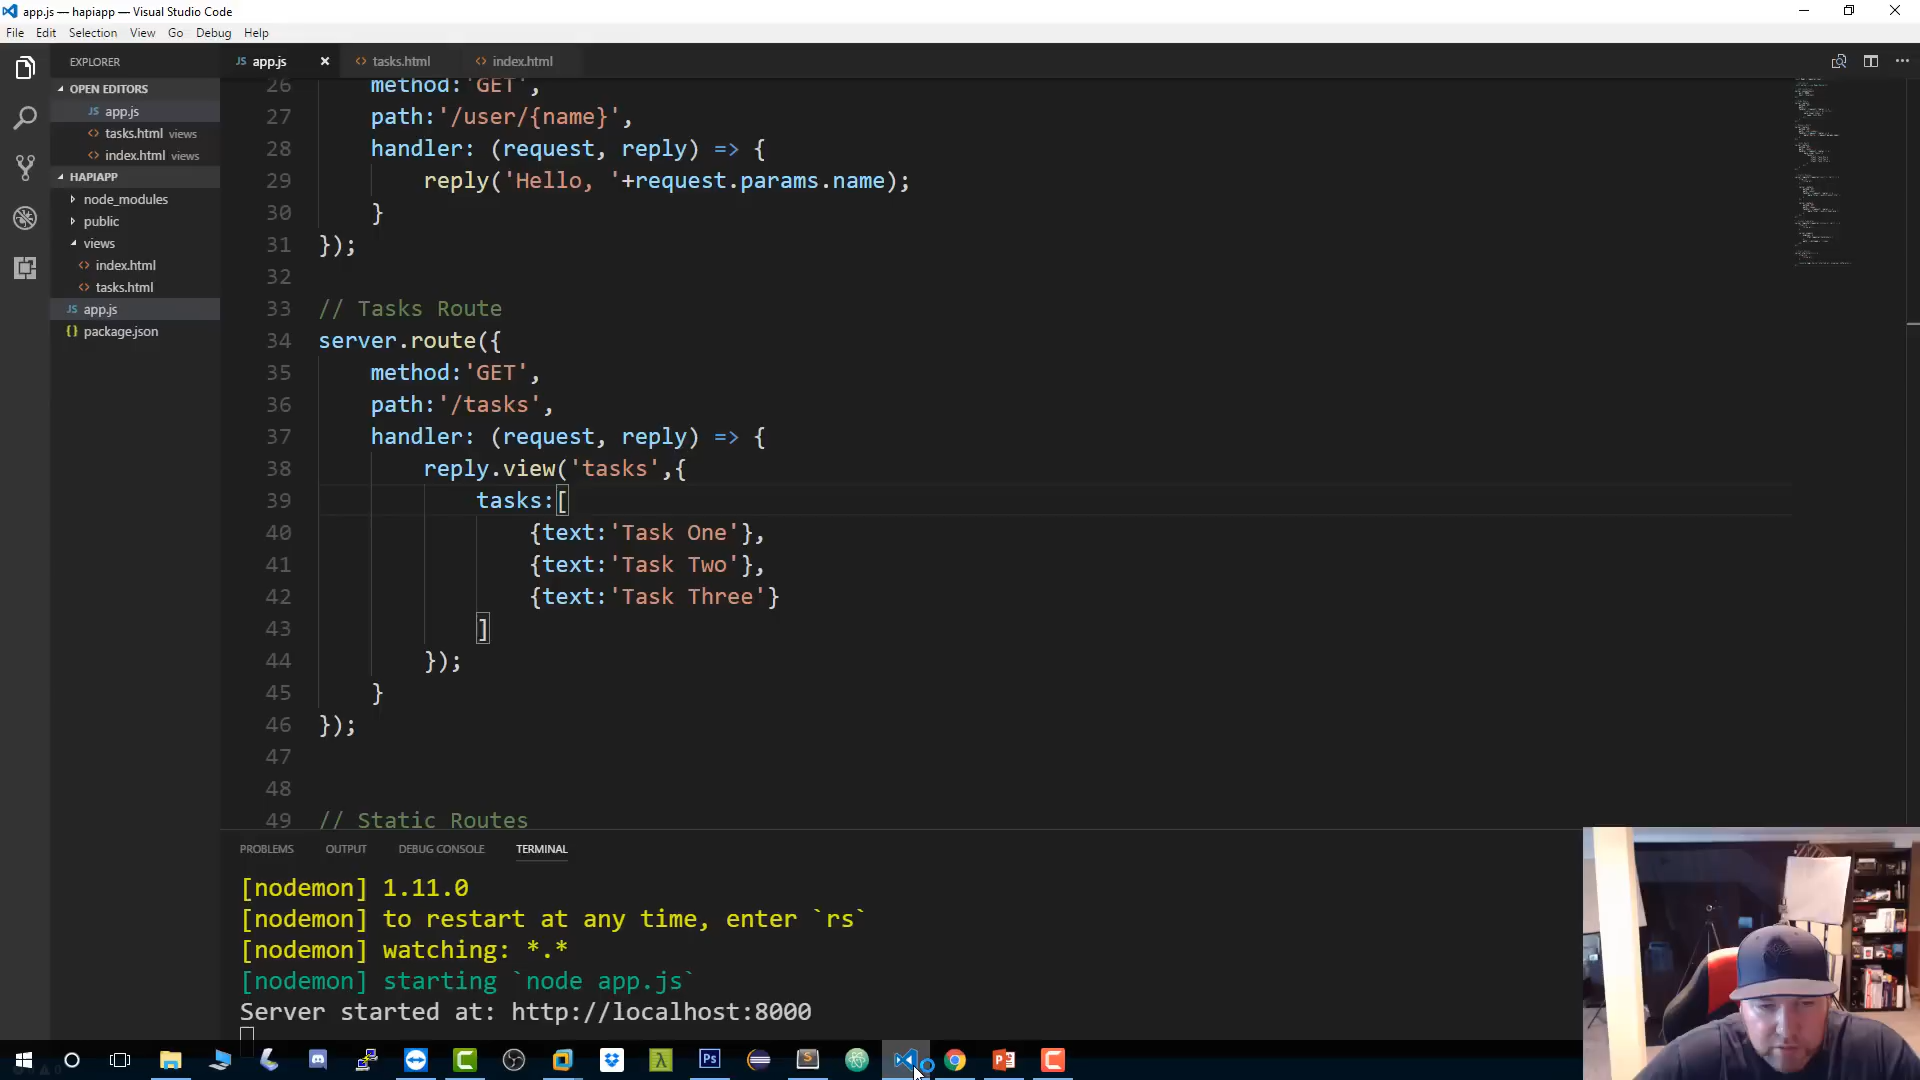 app.js — hapiapp — Visual Studio Code
File Edit Selection View Go Debug Help
EXPLORER
OPEN EDITORS
JS app.js
<> tasks.html views
<> index.html views
HAPIAPP
node_modules
public
views
<> index.html
<> tasks.html
JS app.js
{} package.json
JS app.js × <> tasks.html <> index.html
26 method:'GET',
27 path:'/user/{name}',
28 handler: (request, reply) => {
29 reply('Hello, '+request.params.name);
30 }
31 });
32
33 // Tasks Route
34 server.route({
35 method:'GET',
36 path:'/tasks',
37 handler: (request, reply) => {
38 reply.view('tasks',{
39 tasks:[
40 {text:'Task One'},
41 {text:'Task Two'},
42 {text:'Task Three'}
43 ]
44 });
45 }
46 });
47
48
49 // Static Routes
PROBLEMS OUTPUT DEBUG CONSOLE TERMINAL
[nodemon] 1.11.0
[nodemon] to restart at any time, enter `rs`
[nodemon] watching: *.*
[nodemon] starting `node app.js`
Server started at: http://localhost:8000